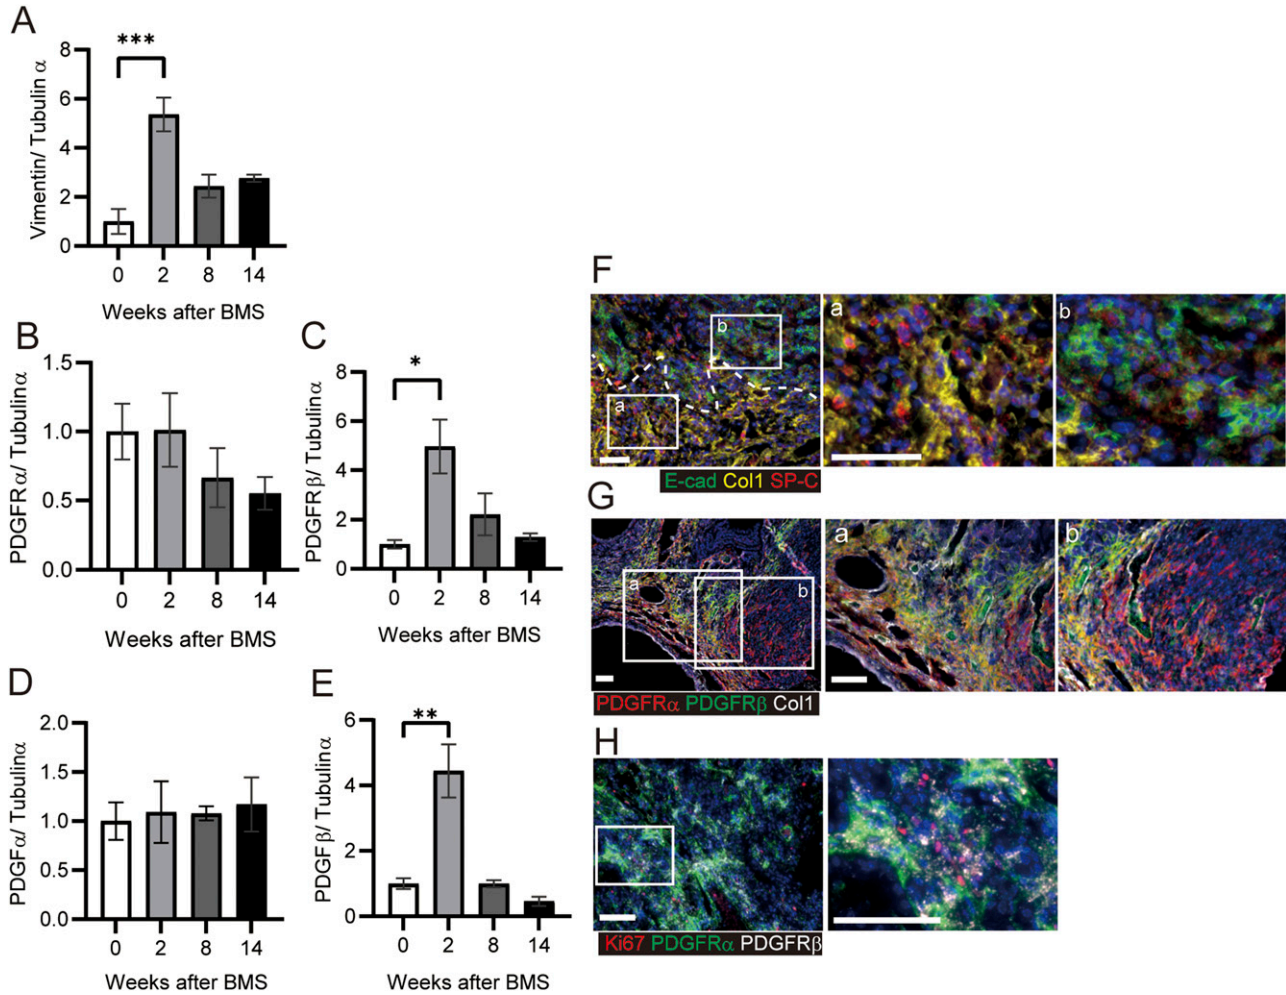 A
***
8
6
4
2
0
Vimentin/ Tubulin α
0 2 8 14
Weeks after BMS
B
1.5
1.0
0.5
0.0
PDGFRα/ Tubulinα
0 2 8 14
Weeks after BMS
C
*
8
6
4
2
0
PDGFRβ/ Tubulinα
0 2 8 14
Weeks after BMS
D
2.0
1.5
1.0
0.5
0.0
PDGFα/ Tubulinα
0 2 8 14
Weeks after BMS
E
**
6
4
2
0
PDGFβ/ Tubulinα
0 2 8 14
Weeks after BMS
F
b
a
a
b
E-cad Col1 SP-C
G
a
b
a
b
PDGFRα PDGFRβ Col1
H
Ki67 PDGFRα PDGFRβ